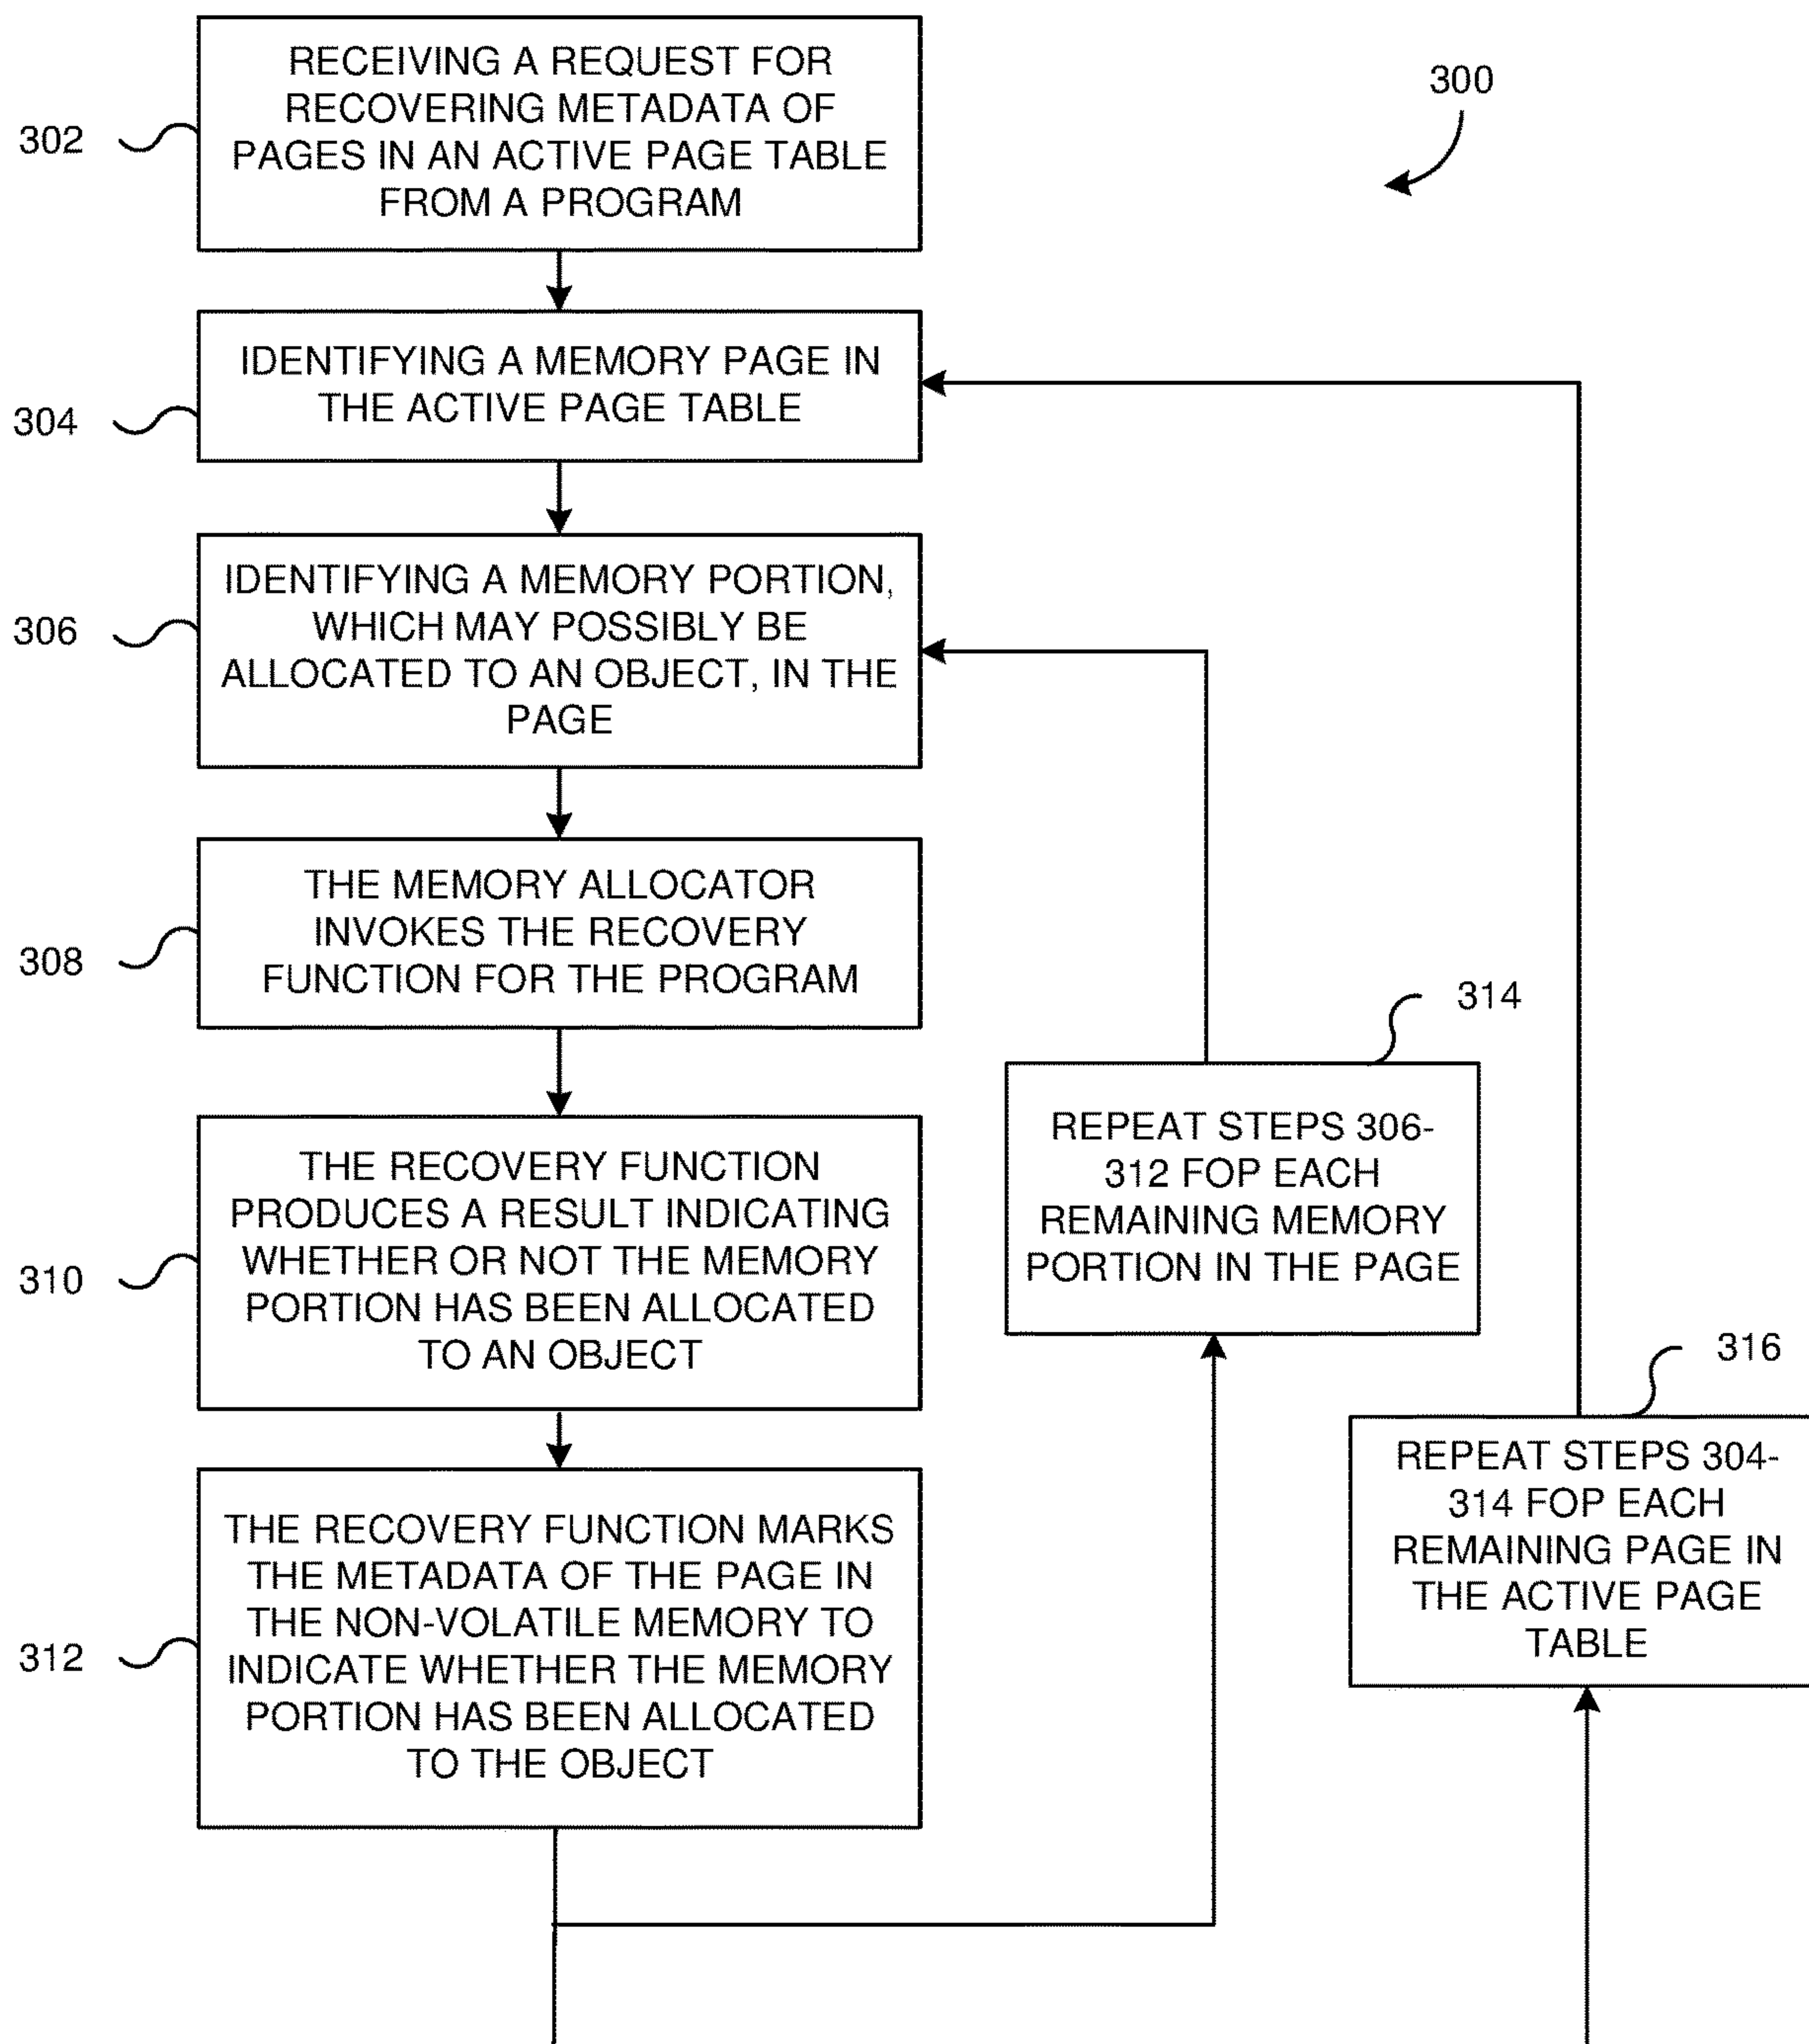 RECEIVING A REQUEST FOR
RECOVERING METADATA OF
PAGES IN AN ACTIVE PAGE TABLE
FROM A PROGRAM
302
300
IDENTIFYING A MEMORY PAGE IN
THE ACTIVE PAGE TABLE
304
IDENTIFYING A MEMORY PORTION,
WHICH MAY POSSIBLY BE
ALLOCATED TO AN OBJECT, IN THE
PAGE
306
THE MEMORY ALLOCATOR
INVOKES THE RECOVERY
FUNCTION FOR THE PROGRAM
308
314
REPEAT STEPS 306-
312 FOP EACH
REMAINING MEMORY
PORTION IN THE PAGE
THE RECOVERY FUNCTION
PRODUCES A RESULT INDICATING
WHETHER OR NOT THE MEMORY
PORTION HAS BEEN ALLOCATED
TO AN OBJECT
310
316
REPEAT STEPS 304-
314 FOP EACH
REMAINING PAGE IN
THE ACTIVE PAGE
TABLE
THE RECOVERY FUNCTION MARKS
THE METADATA OF THE PAGE IN
THE NON-VOLATILE MEMORY TO
INDICATE WHETHER THE MEMORY
PORTION HAS BEEN ALLOCATED
TO THE OBJECT
312